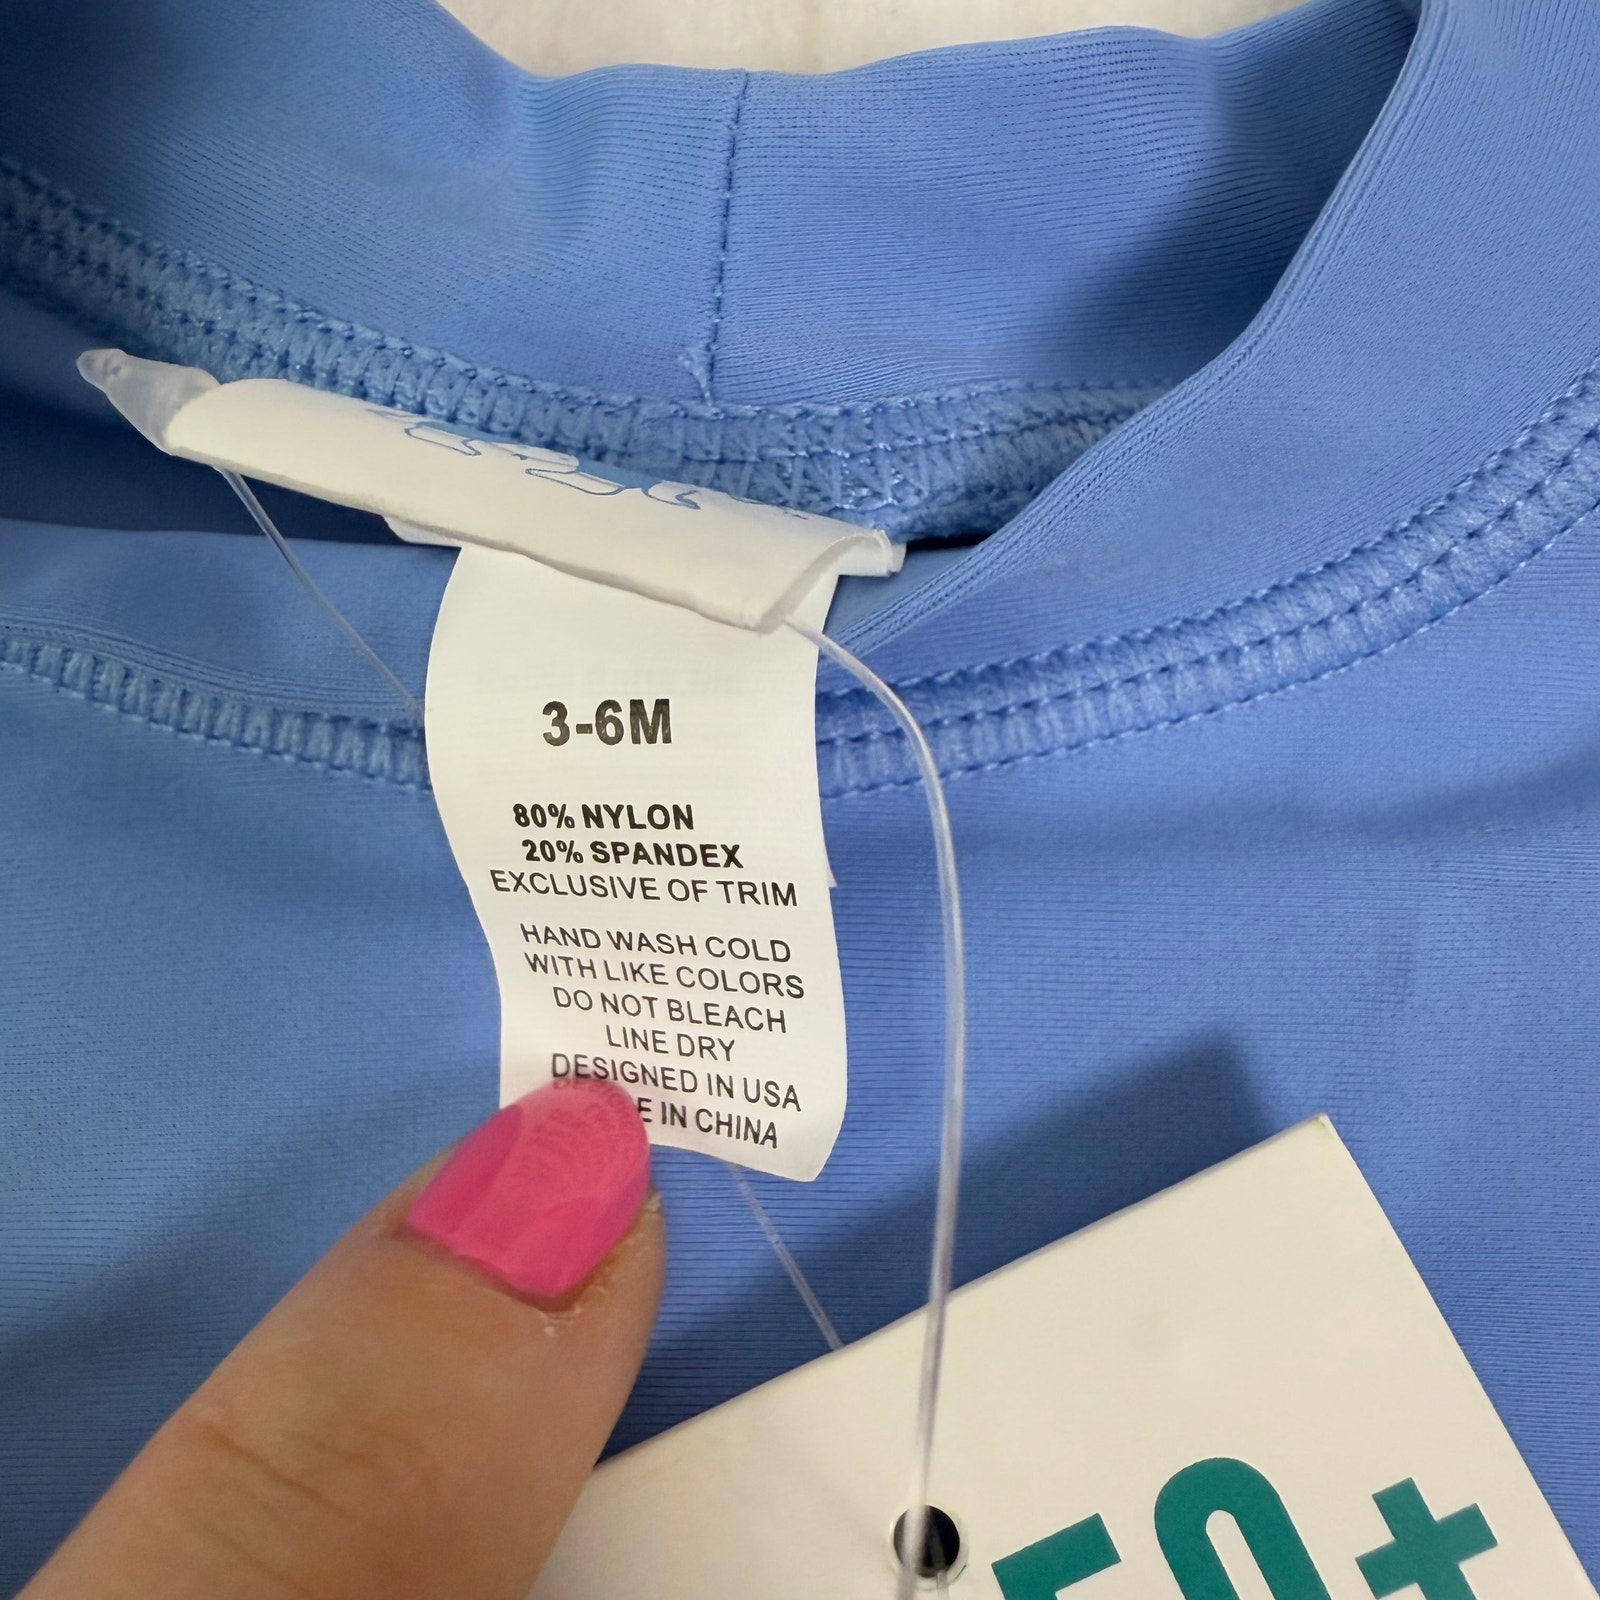 3-6M
80% NYLON
20% SPANDEX
EXCLUSIVE OF TRIM
HAND WASH COLD
WITH LIKE COLORS
DO NOT BLEACH
LINE DRY
DESIGNED IN USA
IN CHINA
50+